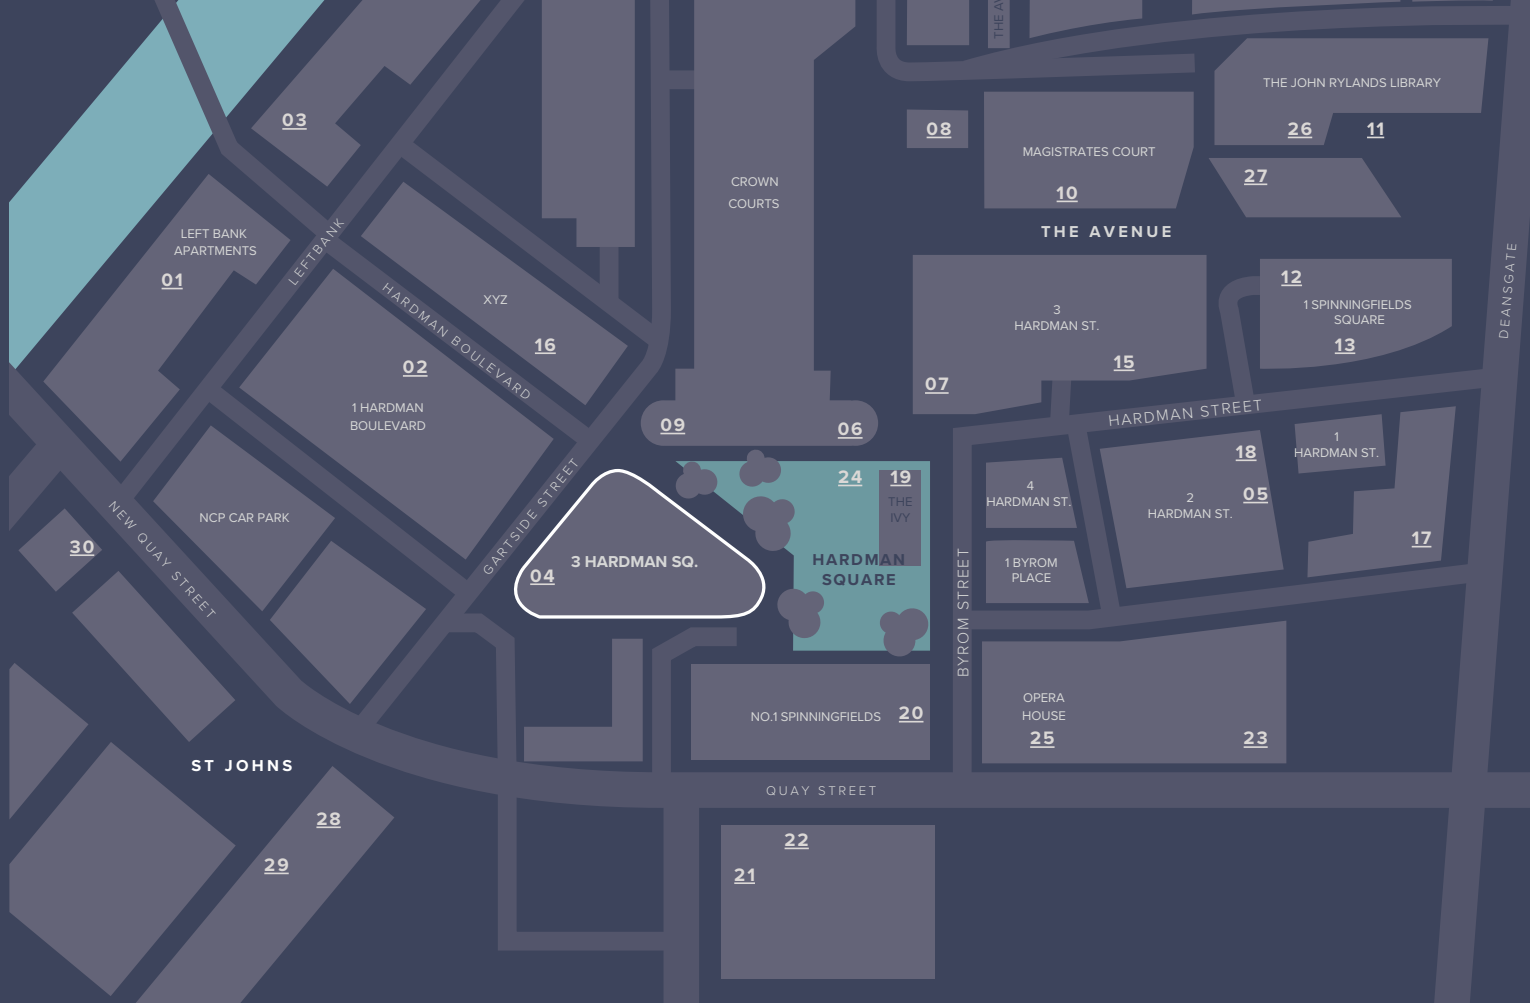 THE AV
03
THE JOHN RYLANDS LIBRARY
08
26
11
MAGISTRATES COURT
10
27
CROWN
COURTS
THE AVENUE
LEFT BANK
APARTMENTS
01
LEFTBANK
DEANSGATE
12
1 SPINNINGFIELDS
SQUARE
13
XYZ
16
HARDMAN BOULEVARD
3
HARDMAN ST.
15
07
02
1 HARDMAN
BOULEVARD
HARDMAN STREET
09
06
18
1
HARDMAN ST.
24
19
THE
IVY
4
HARDMAN ST.
2
HARDMAN ST.
05
17
NCP CAR PARK
GARTSIDE STREET
NEW QUAY STREET
30
3 HARDMAN SQ.
04
HARDMAN
SQUARE
1 BYROM
PLACE
BYROM STREET
NO.1 SPINNINGFIELDS
20
OPERA
HOUSE
25
23
ST JOHNS
QUAY STREET
28
29
22
21